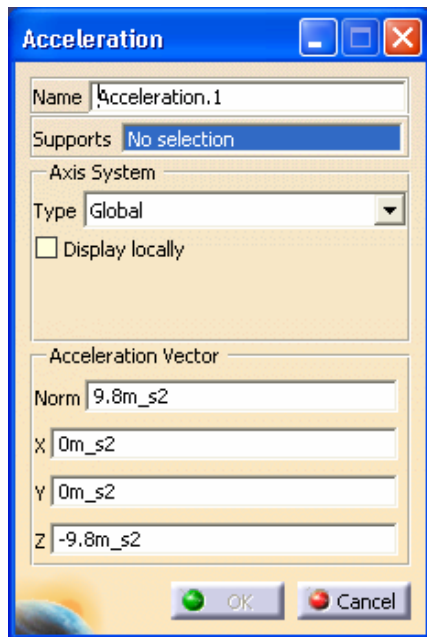 Acceleration
Name Acceleration.1
Supports No selection
Axis System
Type Global
Display locally
Acceleration Vector
Norm 9.8m_s2
X 0m_s2
Y 0m_s2
Z -9.8m_s2
OK Cancel